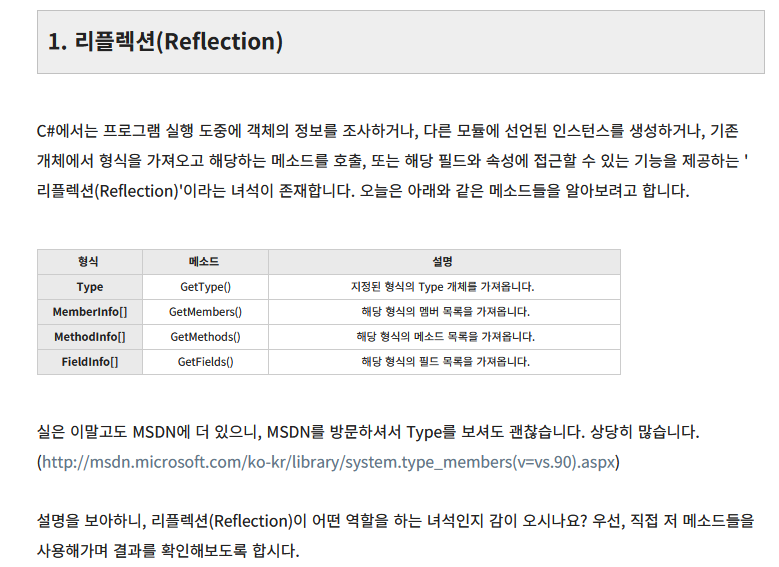 1. 리플렉션(Reflection)
C#에서는 프로그램 실행 도중에 객체의 정보를 조사하거나, 다른 모듈에 선언된 인스턴스를 생성하거나, 기존
개체에서 형식을 가져오고 해당하는 메소드를 호출, 또는 해당 필드와 속성에 접근할 수 있는 기능을 제공하는 '
리플렉션(Reflection)'이라는 녀석이 존재합니다. 오늘은 아래와 같은 메소드들을 알아보려고 합니다.
형식 메소드 설명
Type GetType() 지정된 형식의 Type 개체를 가져옵니다.
MemberInfo[] GetMembers() 해당 형식의 멤버 목록을 가져옵니다.
MethodInfo[] GetMethods() 해당 형식의 메소드 목록을 가져옵니다.
FieldInfo[] GetFields() 해당 형식의 필드 목록을 가져옵니다.
실은 이말고도 MSDN에 더 있으니, MSDN를 방문하셔서 Type를 보셔도 괜찮습니다. 상당히 많습니다.
(http://msdn.microsoft.com/ko-kr/library/system.type_members(v=vs.90).aspx)
설명을 보아하니, 리플렉션(Reflection)이 어떤 역할을 하는 녀석인지 감이 오시나요? 우선, 직접 저 메소드들을
사용해가며 결과를 확인해보도록 합시다.